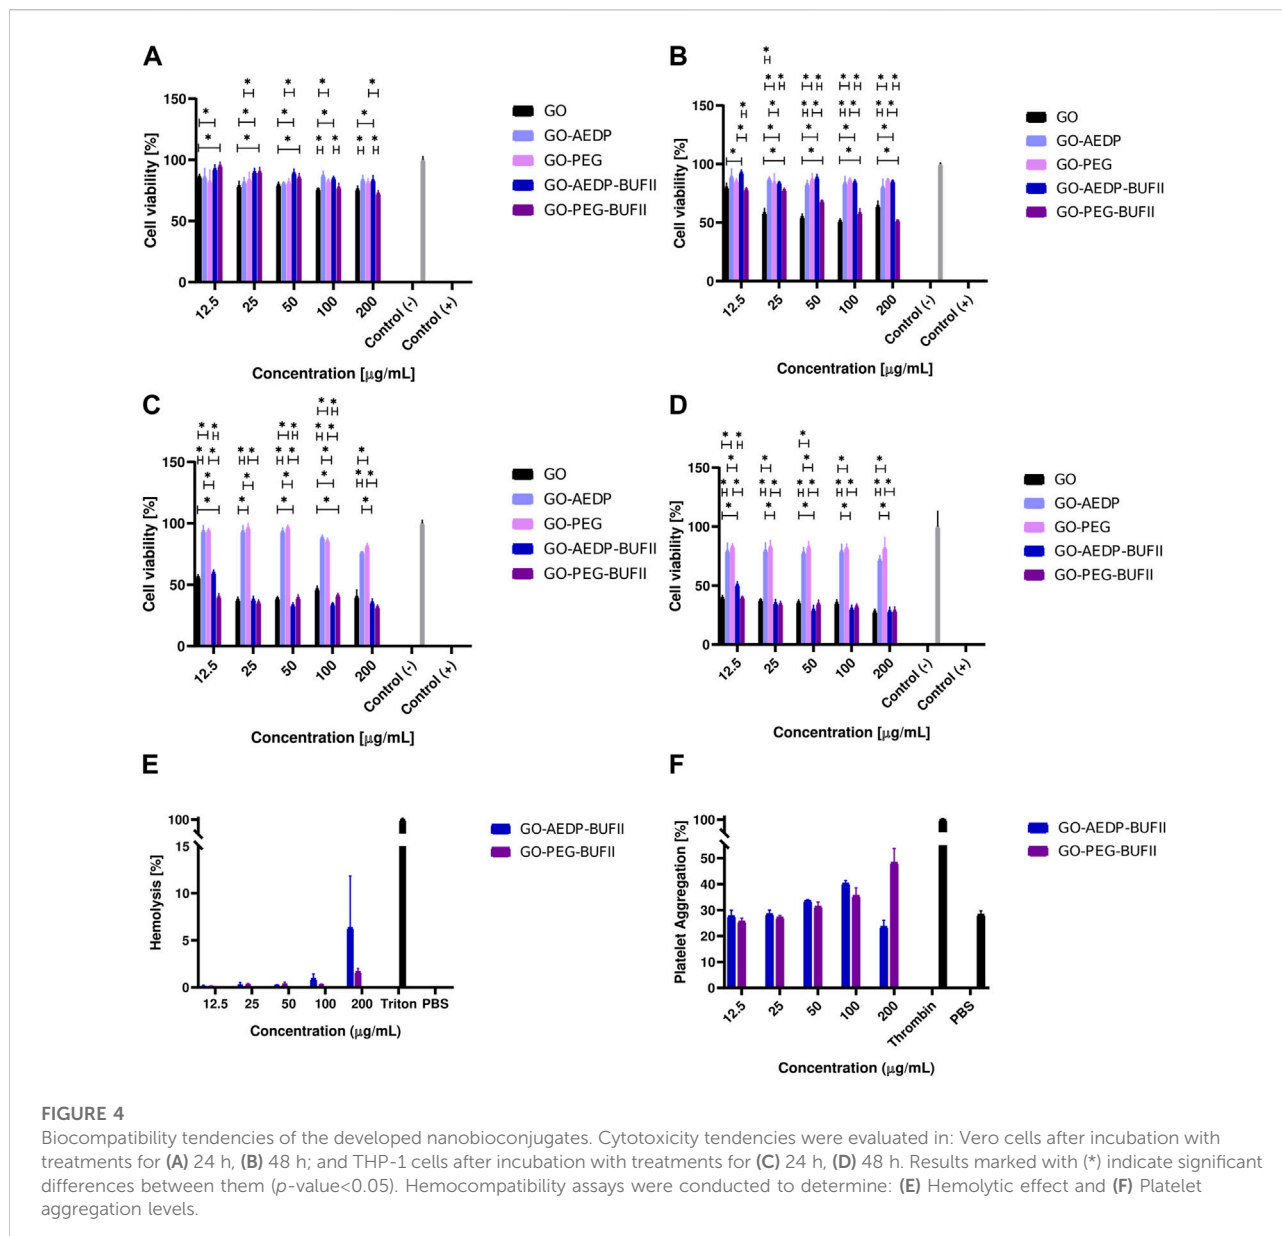 A
* * * *
* * * * *
* * * * * * * *
150
100
50
0
Cell viability [%]
12.5 25 50 100 200 Control (-) Control (+)
Concentration [µg/mL]
GO
GO-AEDP
GO-PEG
GO-AEDP-BUFII
GO-PEG-BUFII
B
150
100
50
0
Cell viability [%]
12.5 25 50 100 200 Control (-) Control (+)
Concentration [µg/mL]
GO
GO-AEDP
GO-PEG
GO-AEDP-BUFII
GO-PEG-BUFII
C
150
100
50
0
Cell viability [%]
12.5 25 50 100 200 Control (-) Control (+)
Concentration [µg/mL]
GO
GO-AEDP
GO-PEG
GO-AEDP-BUFII
GO-PEG-BUFII
D
150
100
50
0
Cell viability [%]
12.5 25 50 100 200 Control (-) Control (+)
Concentration [µg/mL]
GO
GO-AEDP
GO-PEG
GO-AEDP-BUFII
GO-PEG-BUFII
E
100
15
10
5
0
Hemolysis [%]
12.5 25 50 100 200 Triton PBS
Concentration (µg/mL)
GO-AEDP-BUFII
GO-PEG-BUFII
F
100
50
40
30
20
10
0
Platelet Aggregation [%]
12.5 25 50 100 200 Thrombin PBS
Concentration (µg/mL)
GO-AEDP-BUFII
GO-PEG-BUFII
FIGURE 4
Biocompatibility tendencies of the developed nanobioconjugates. Cytotoxicity tendencies were evaluated in: Vero cells after incubation with
treatments for (A) 24 h, (B) 48 h; and THP-1 cells after incubation with treatments for (C) 24 h, (D) 48 h. Results marked with (*) indicate significant
differences between them (p-value<0.05). Hemocompatibility assays were conducted to determine: (E) Hemolytic effect and (F) Platelet
aggregation levels.